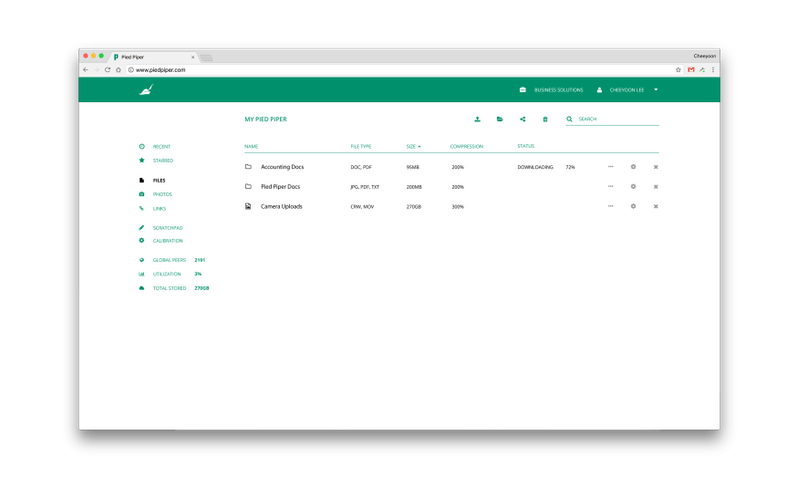 Pied Piper
Cheeyoon
www.piedpiper.com
BUSINESS SOLUTIONS CHEEYOON LEE
MY PIED PIPER SEARCH
RECENT
STARRED
FILES
PHOTOS
LINKS
SCRATCHPAD
CALIBRATION
GLOBAL PEERS 2191
UTILIZATION 3%
TOTAL STORED 270GB
NAME FILE TYPE SIZE COMPRESSION STATUS
Accounting Docs DOC, PDF 95MB 200% DOWNLOADING 72%
Pied Piper Docs JPG, PDF, TXT 200MB 200%
Camera Uploads CPW, MOV 270GB 300%